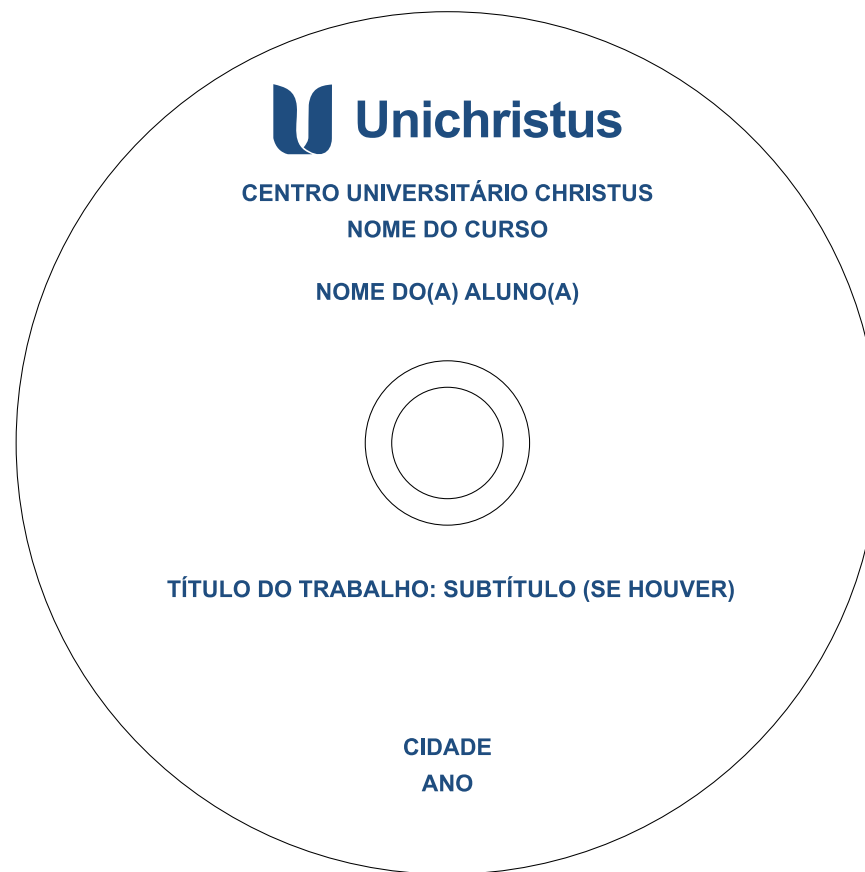 Unichristus
CENTRO UNIVERSITÁRIO CHRISTUS
NOME DO CURSO
NOME DO(A) ALUNO(A)
TÍTULO DO TRABALHO: SUBTÍTULO (SE HOUVER)
CIDADE
ANO